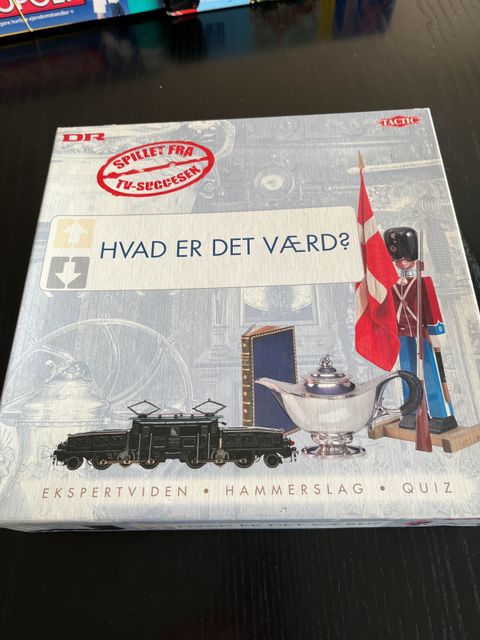 DR
TACTIC
SPILLET FRA
TV-SUCCESEN
HVAD ER DET VÆRD?
EKSPERTVIDEN • HAMMERSLAG • QUIZ